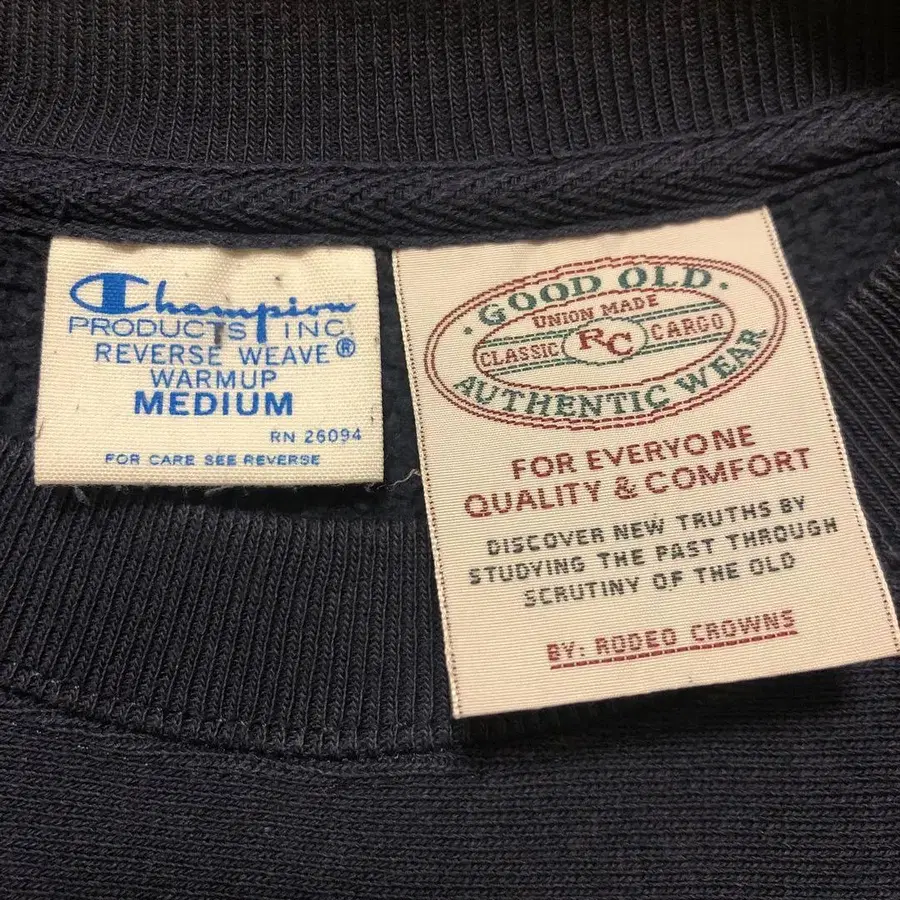 Champion
PRODUCTS INC.
REVERSE WEAVE®
WARMUP
MEDIUM
RN 26094
FOR CARE SEE REVERSE
· GOOD OLD ·
UNION MADE
CLASSIC RC CARGO
AUTHENTIC WEAR
FOR EVERYONE
QUALITY & COMFORT
DISCOVER NEW TRUTHS BY
STUDYING THE PAST THROUGH
SCRUTINY OF THE OLD
BY: RODEO CROWNS